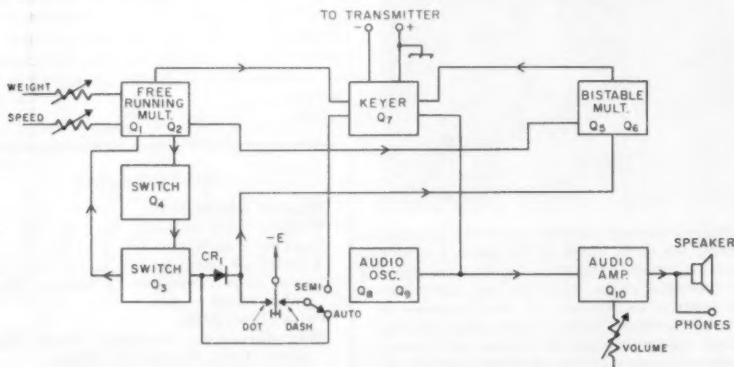 TO TRANSMITTER
- +
WEIGHT
SPEED
FREE
RUNNING
MULT.
Q1 Q2
KEYER
Q7
BISTABLE
MULT.
Q5 Q6
SWITCH
Q4
SWITCH
Q3
CR1
-E
SEMI
AUTO
DOT
DASH
AUDIO
OSC.
Q8 Q9
AUDIO
AMP.
Q10
SPEAKER
PHONES
VOLUME